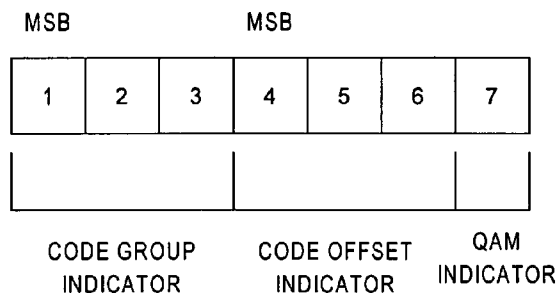 MSB MSB
1 2 3 4 5 6 7
CODE GROUP INDICATOR
CODE OFFSET INDICATOR
QAM INDICATOR